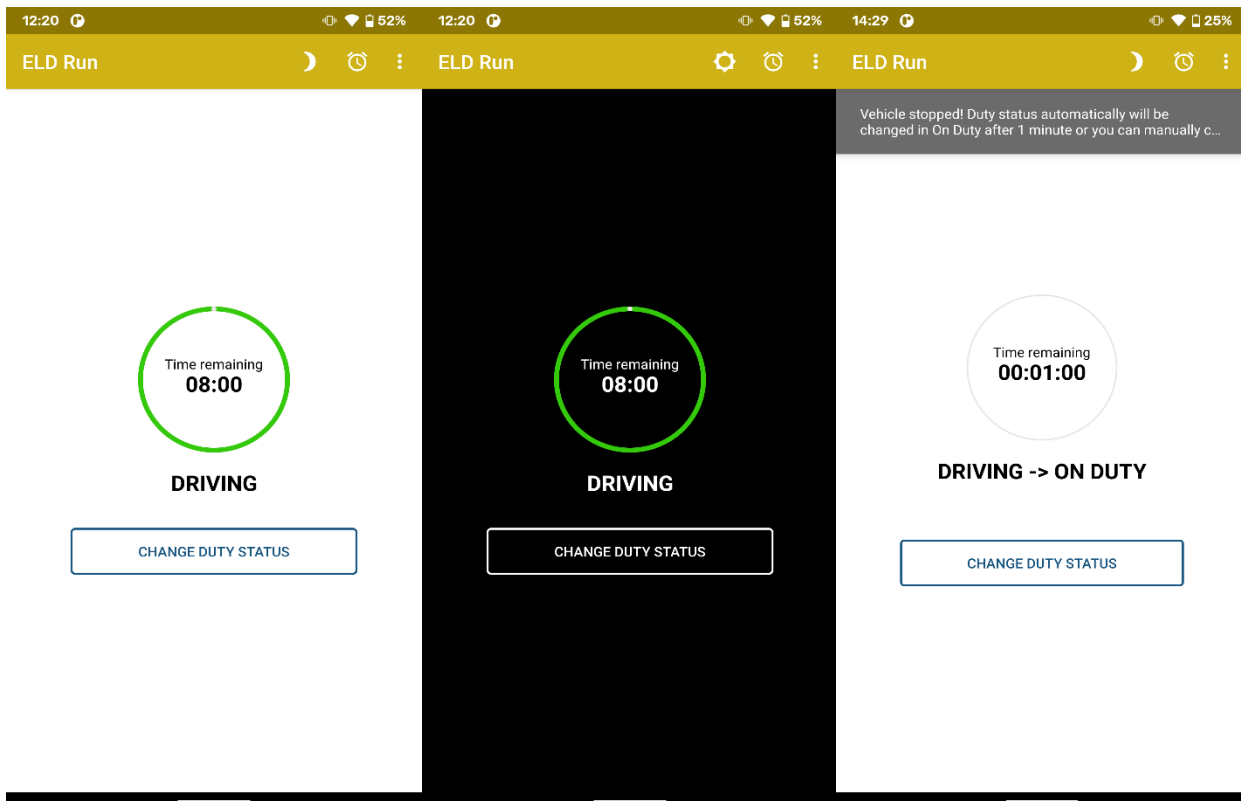 12:20
52%
ELD Run
Time remaining
08:00
DRIVING
CHANGE DUTY STATUS
12:20
52%
ELD Run
Time remaining
08:00
DRIVING
CHANGE DUTY STATUS
14:29
25%
ELD Run
Vehicle stopped! Duty status automatically will be
changed in On Duty after 1 minute or you can manually c...
Time remaining
00:01:00
DRIVING -> ON DUTY
CHANGE DUTY STATUS